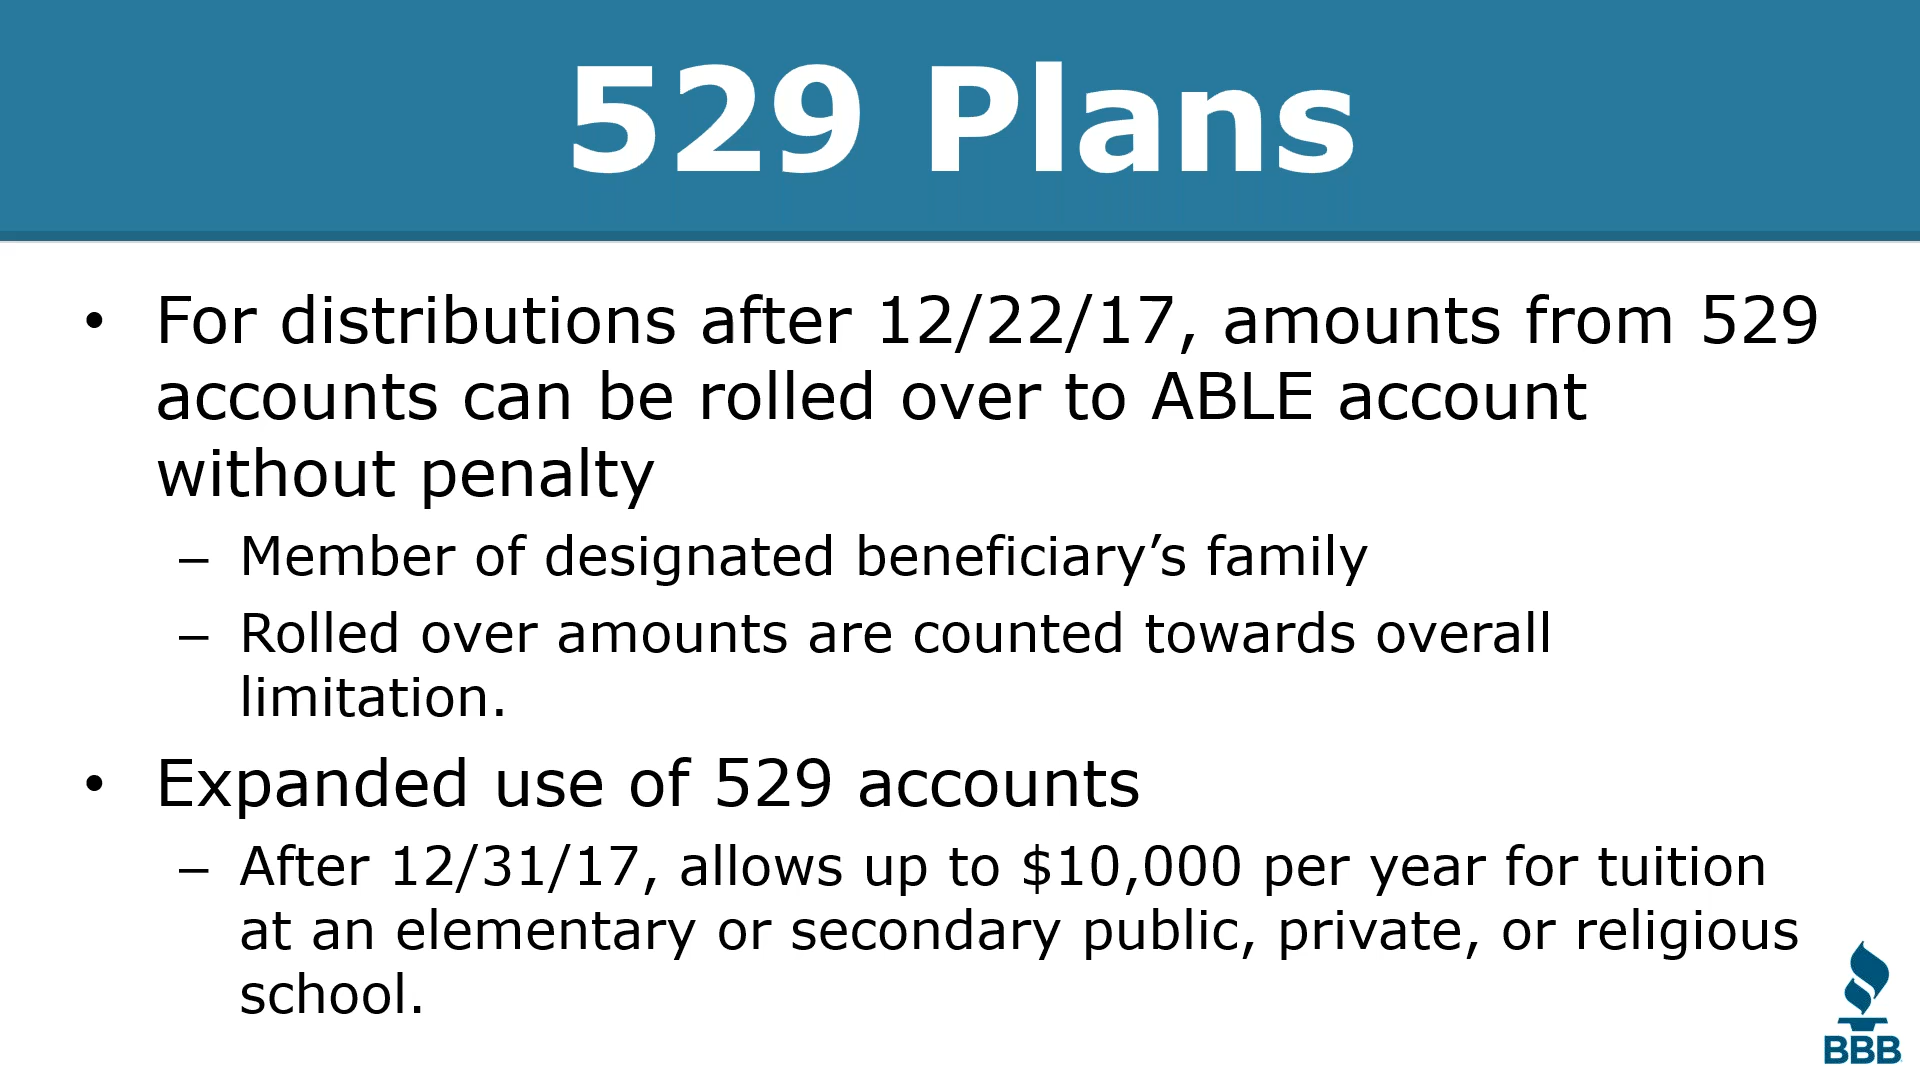 529 Plans
• For distributions after 12/22/17, amounts from 529
accounts can be rolled over to ABLE account
without penalty
– Member of designated beneficiary’s family
– Rolled over amounts are counted towards overall
limitation.
• Expanded use of 529 accounts
– After 12/31/17, allows up to $10,000 per year for tuition
at an elementary or secondary public, private, or religious
school.
BBB